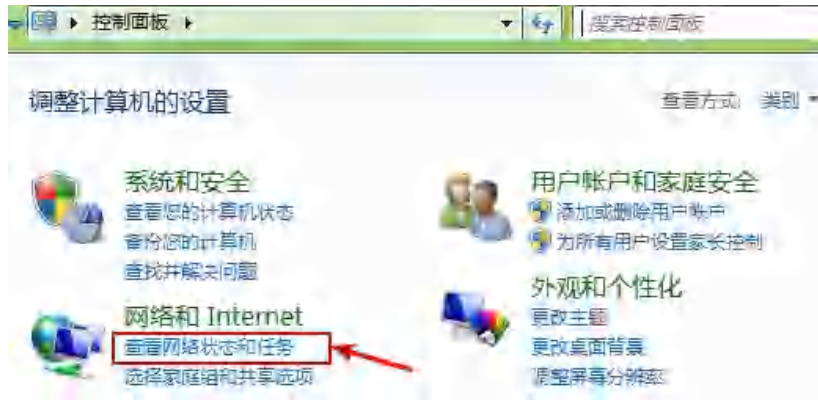 控制面板
搜索控制面板
调整计算机的设置
查看方式: 类别
系统和安全
查看您的计算机状态
备份您的计算机
查找并解决问题
网络和 Internet
查看网络状态和任务
选择家庭组和共享选项
用户帐户和家庭安全
添加或删除用户帐户
为所有用户设置家长控制
外观和个性化
更改主题
更改桌面背景
调整屏幕分辨率